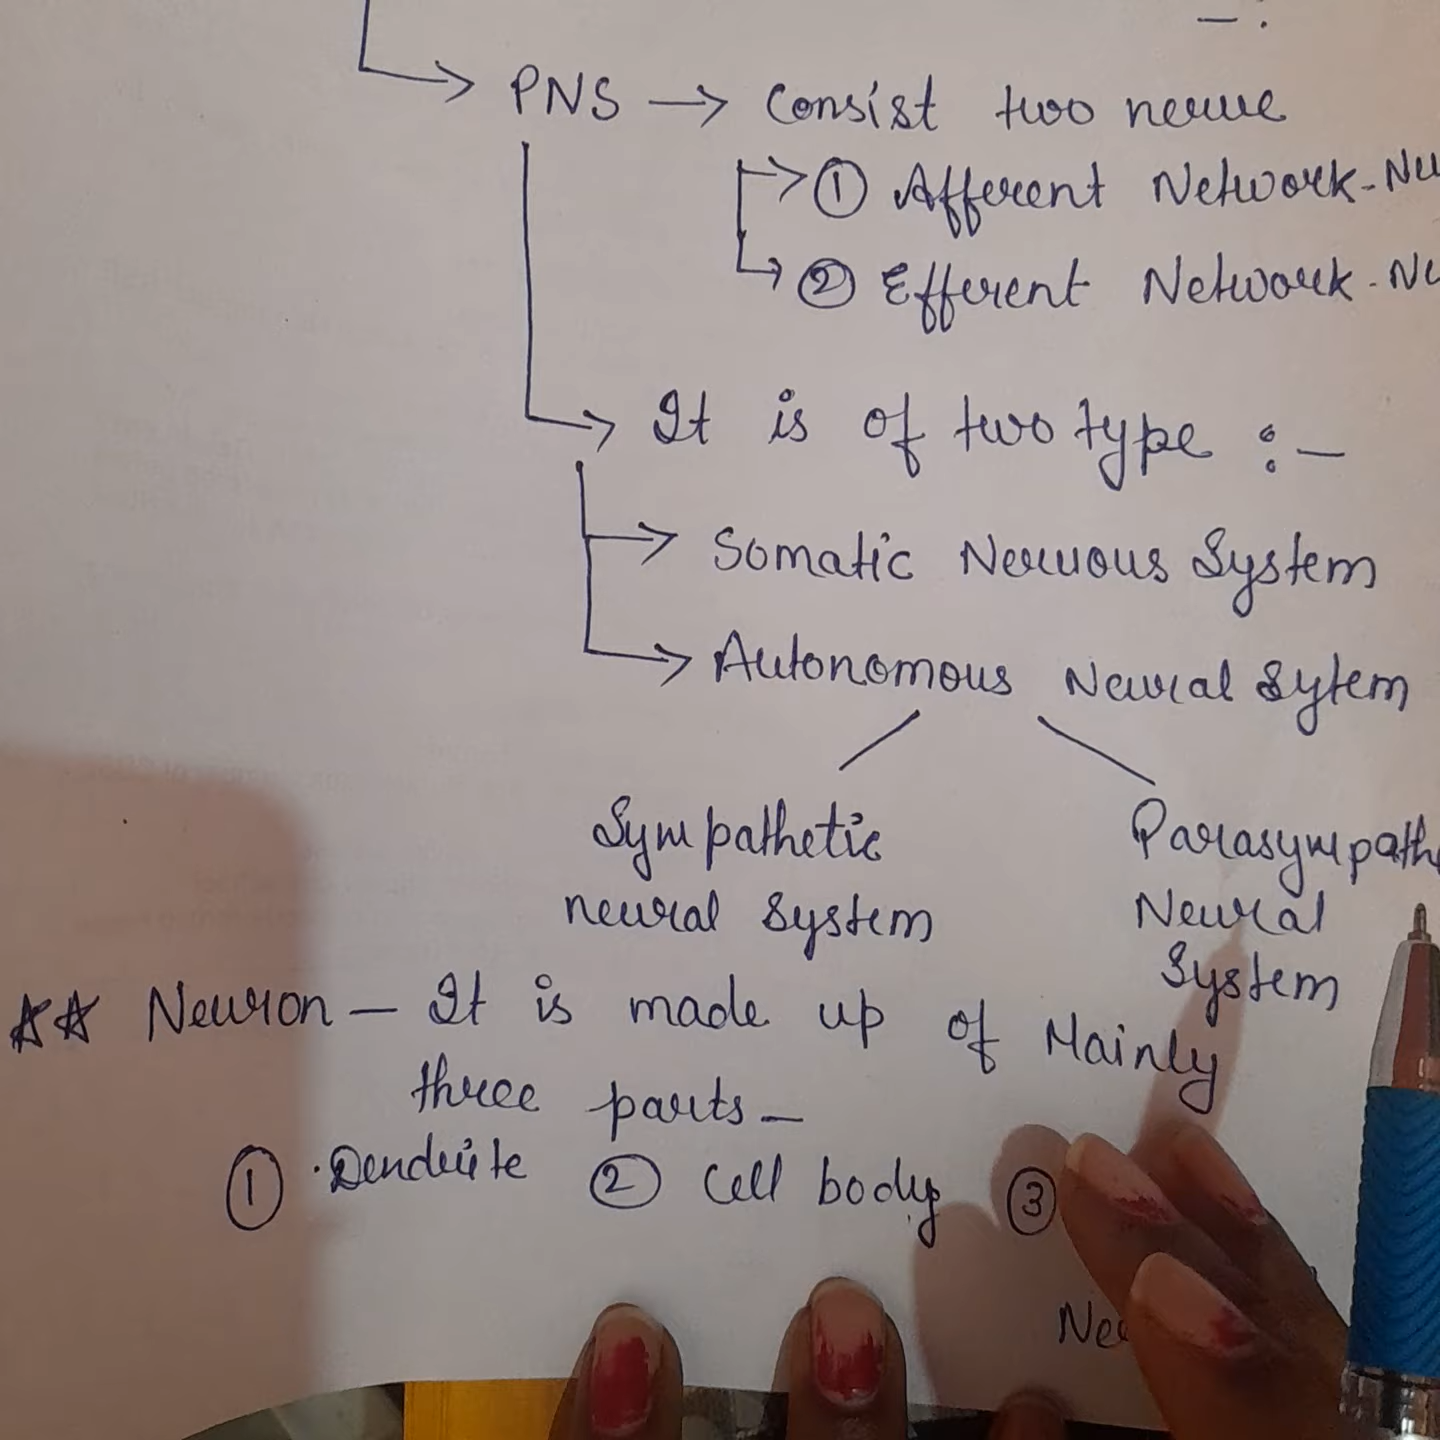 PNS → Consist two nerve
① Afferent Network-
② Efferent Network-
It is of two type :-
Somatic Nervous System
Autonomous Neural Sytem
Sympathetic
neural system
Neural
System
Neuron - It is made up of Mainly
three parts-
① Dendrite ② Cell body ③